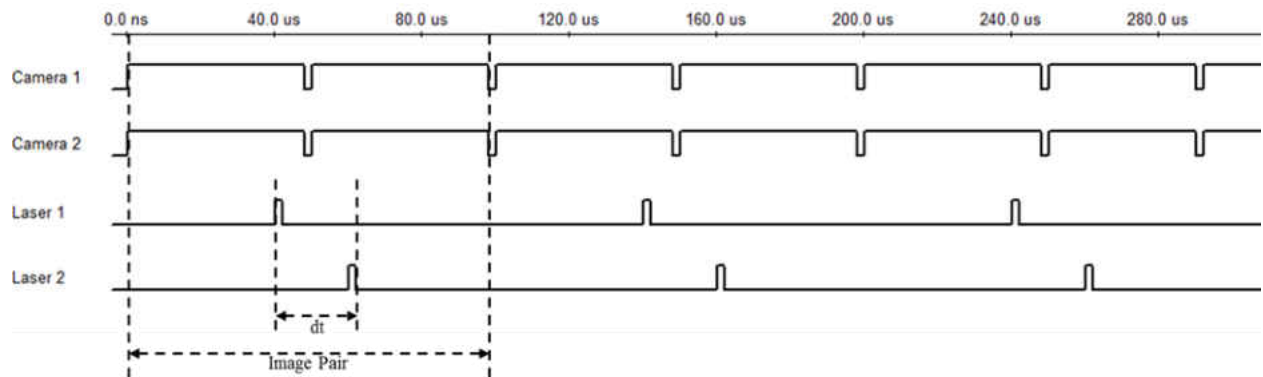 0.0 ns 40.0 us 80.0 us 120.0 us 160.0 us 200.0 us 240.0 us 280.0 us
Camera 1
Camera 2
Laser 1
Laser 2
dt
Image Pair